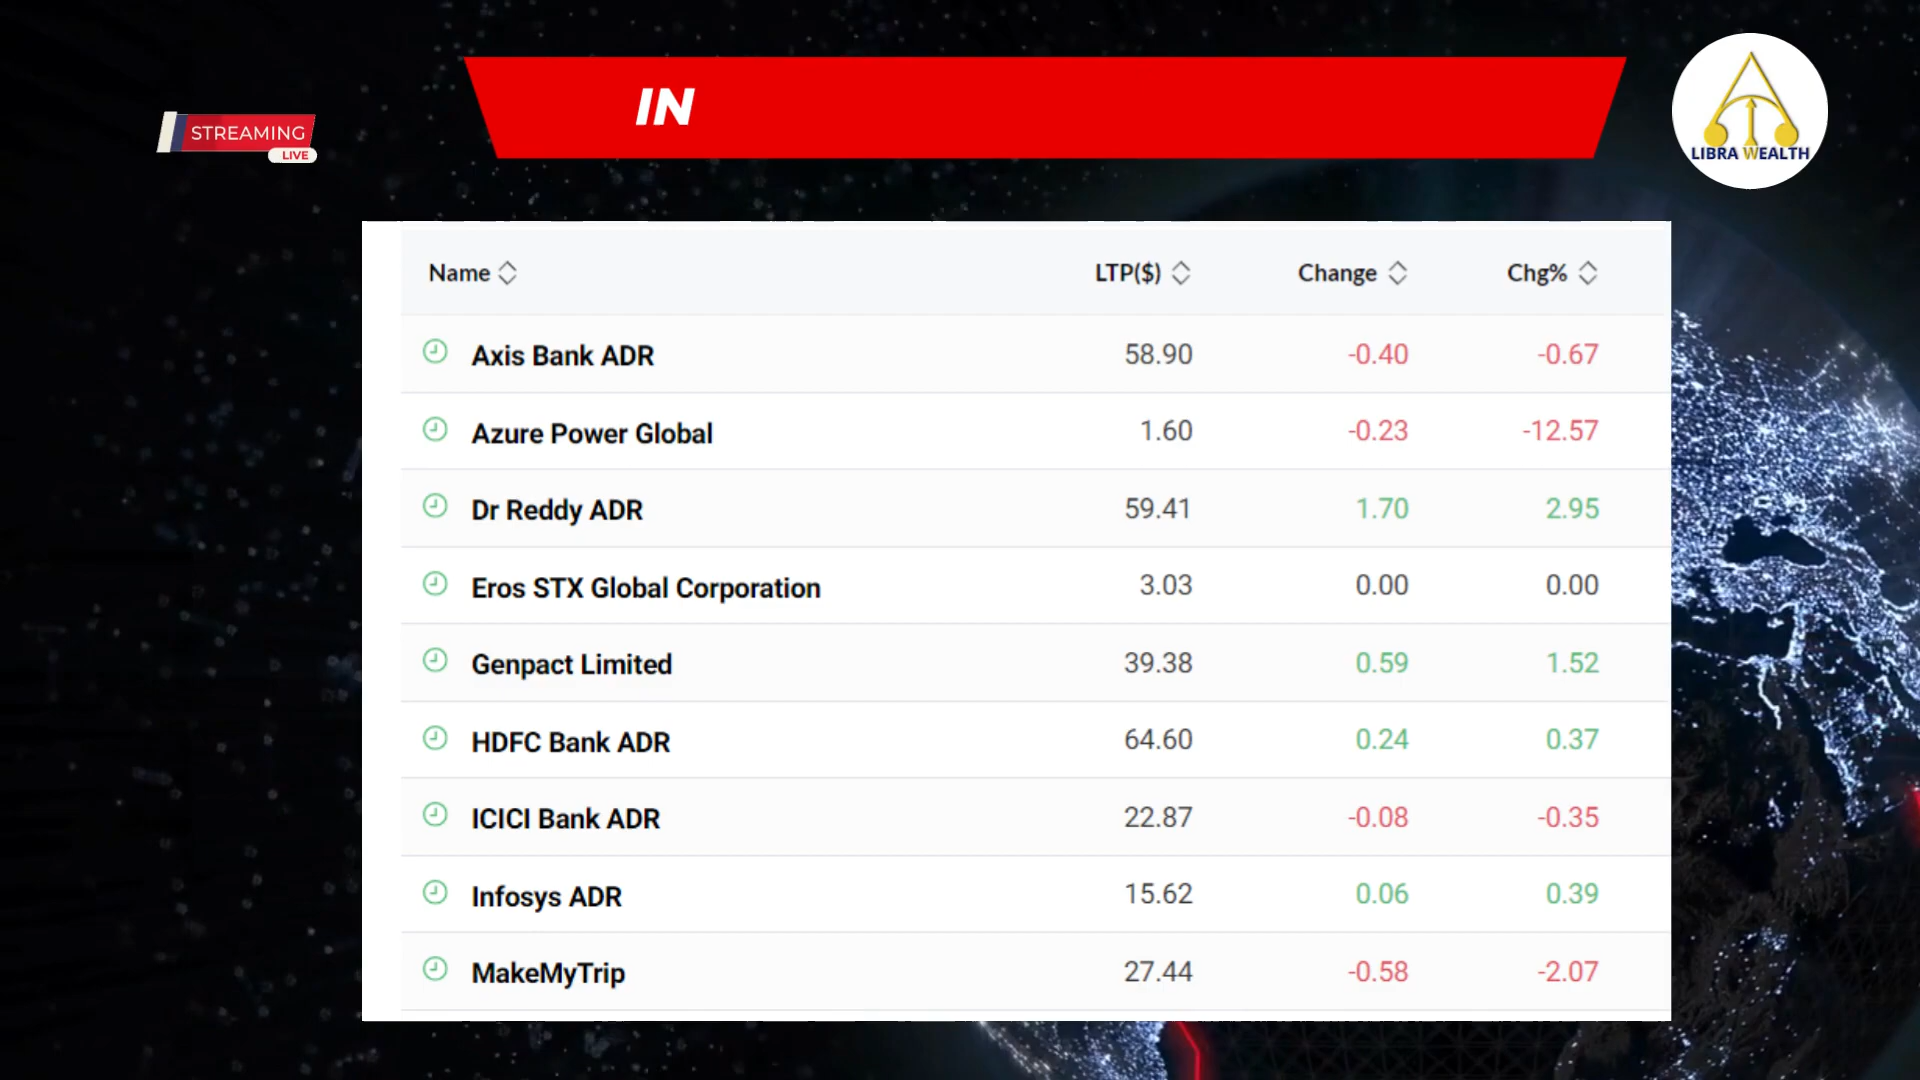 IN
STREAMING
LIVE
LIBRA WEALTH
Name LTP($) Change Chg%
Axis Bank ADR 58.90 -0.40 -0.67
Azure Power Global 1.60 -0.23 -12.57
Dr Reddy ADR 59.41 1.70 2.95
Eros STX Global Corporation 3.03 0.00 0.00
Genpact Limited 39.38 0.59 1.52
HDFC Bank ADR 64.60 0.24 0.37
ICICI Bank ADR 22.87 -0.08 -0.35
Infosys ADR 15.62 0.06 0.39
MakeMyTrip 27.44 -0.58 -2.07